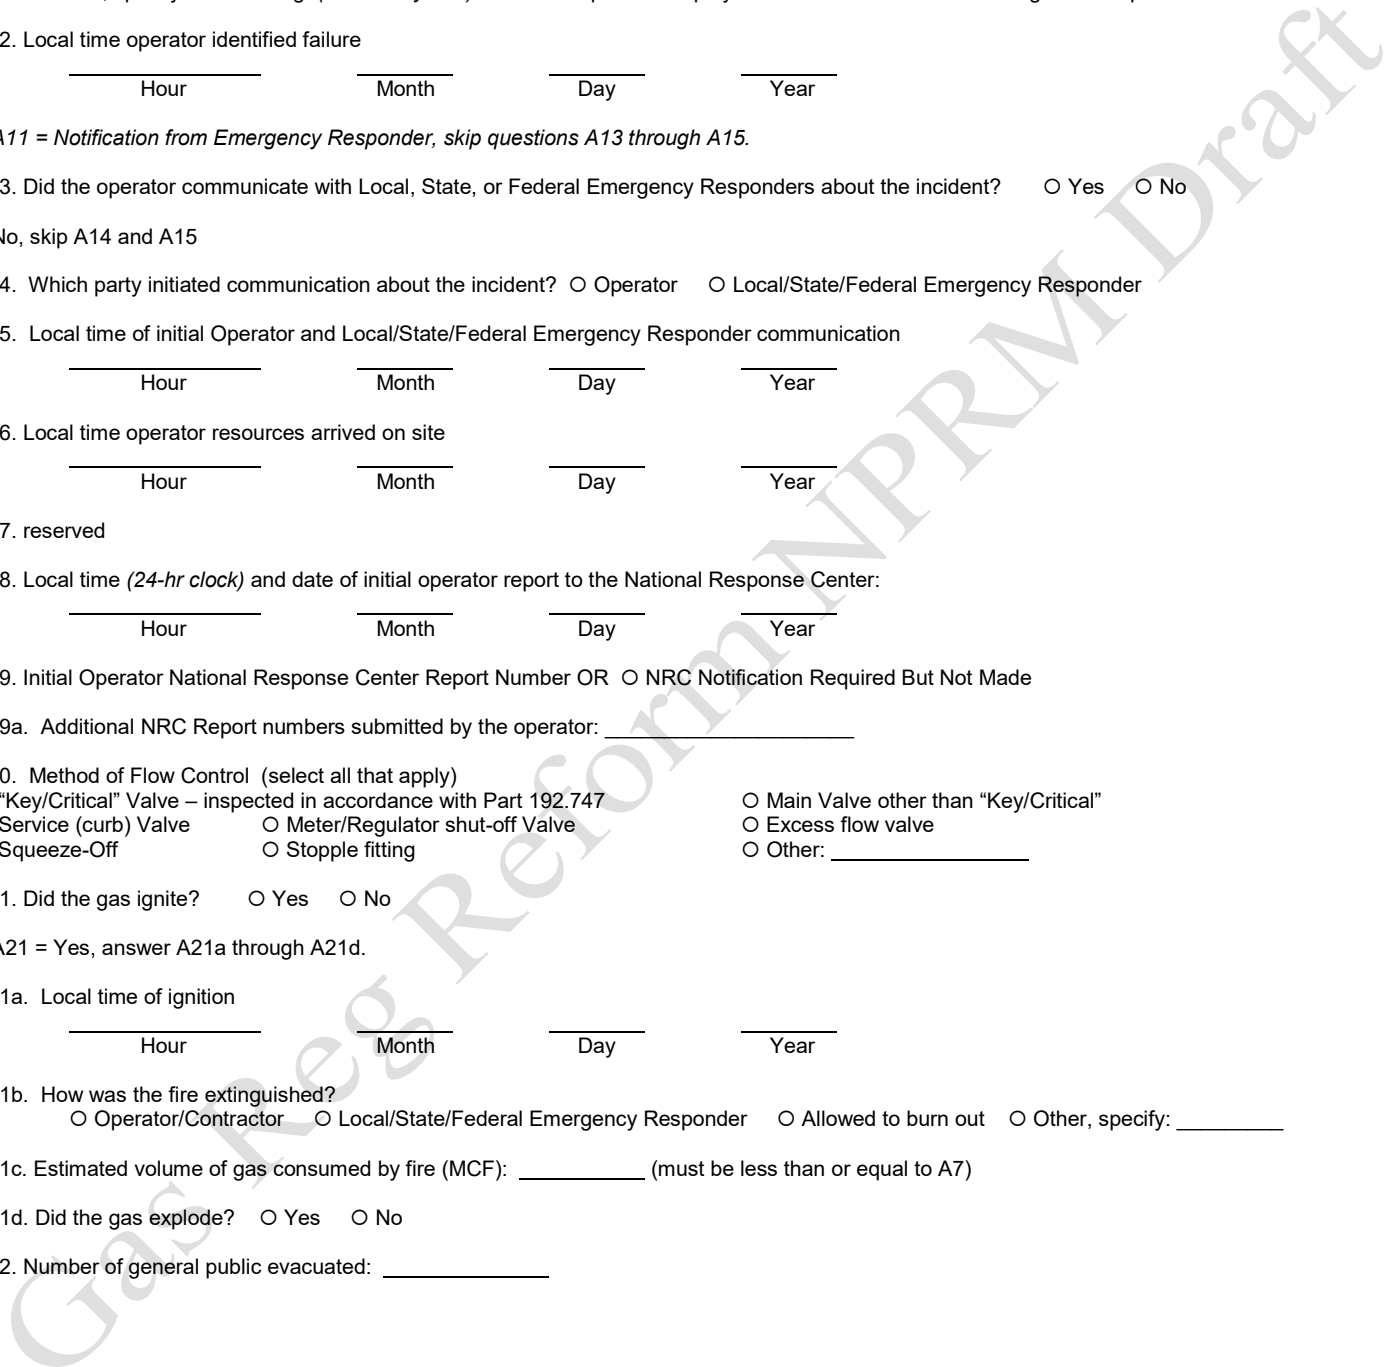 2. Local time operator identified failure
Hour Month Day Year
A11 = Notification from Emergency Responder, skip questions A13 through A15.
3. Did the operator communicate with Local, State, or Federal Emergency Responders about the incident? O Yes O No
No, skip A14 and A15
4. Which party initiated communication about the incident? O Operator O Local/State/Federal Emergency Responder
5. Local time of initial Operator and Local/State/Federal Emergency Responder communication
Hour Month Day Year
6. Local time operator resources arrived on site
Hour Month Day Year
7. reserved
8. Local time (24-hr clock) and date of initial operator report to the National Response Center:
Hour Month Day Year
9. Initial Operator National Response Center Report Number OR O NRC Notification Required But Not Made
9a. Additional NRC Report numbers submitted by the operator: ____________________
0. Method of Flow Control (select all that apply)
"Key/Critical" Valve – inspected in accordance with Part 192.747 O Main Valve other than “Key/Critical”
Service (curb) Valve O Meter/Regulator shut-off Valve O Excess flow valve
Squeeze-Off O Stopple fitting O Other:
1. Did the gas ignite? O Yes O No
A21 = Yes, answer A21a through A21d.
1a. Local time of ignition
Hour Month Day Year
1b. How was the fire extinguished?
O Operator/Contractor O Local/State/Federal Emergency Responder O Allowed to burn out O Other, specify: _________
1c. Estimated volume of gas consumed by fire (MCF): (must be less than or equal to A7)
1d. Did the gas explode? O Yes O No
2. Number of general public evacuated:
Gas Reg Reform NPRM Draft